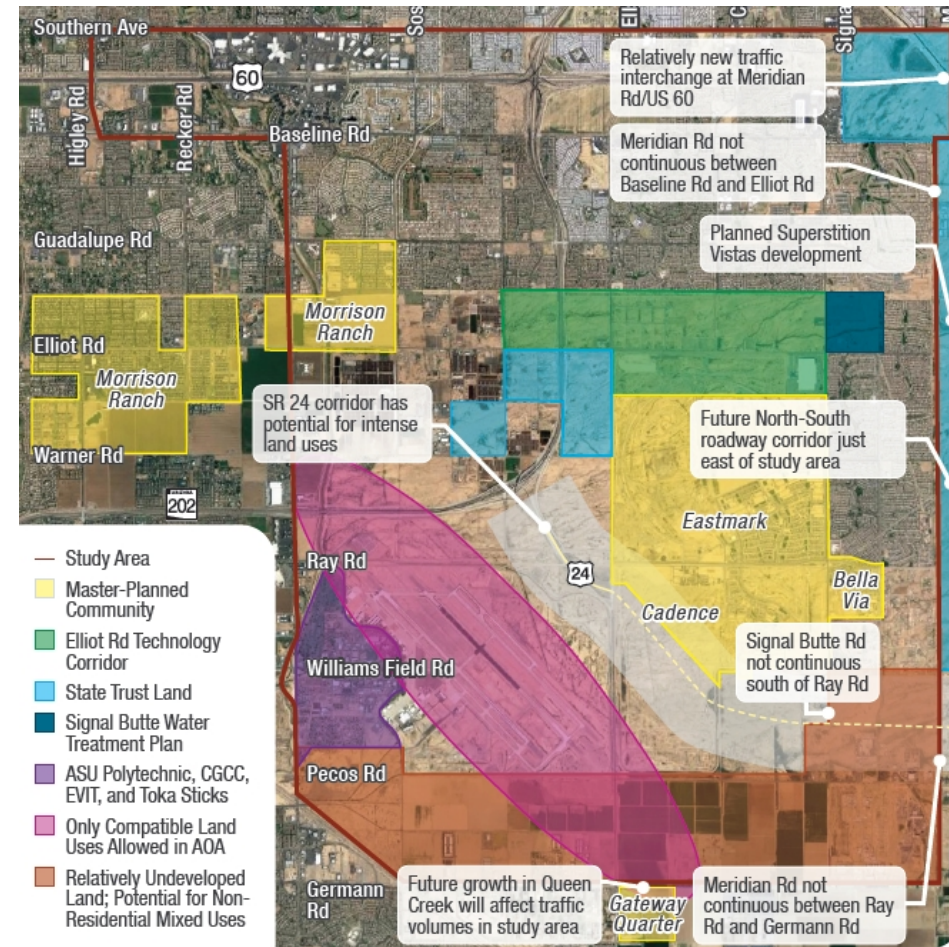 Southern Ave
Sos
Ell
C
Signa
60
Higley Rd
Recker Rd
Baseline Rd
Relatively new traffic
interchange at Meridian
Rd/US 60
Meridian Rd not
continuous between
Baseline Rd and Elliot Rd
Guadalupe Rd
Planned Superstition
Vistas development
Morrison
Ranch
Elliot Rd
Morrison
Ranch
SR 24 corridor has
potential for intense
land uses
Future North-South
roadway corridor just
east of study area
Warner Rd
ARIZONA
202
Eastmark
Ray Rd
24
Bella
Via
Cadence
Signal Butte Rd
not continuous
south of Ray Rd
Williams Field Rd
Pecos Rd
Germann
Rd
Future growth in Queen
Creek will affect traffic
volumes in study area
Gateway
Quarter
Meridian Rd not
continuous between Ray
Rd and Germann Rd
Study Area
Master-Planned
Community
Elliot Rd Technology
Corridor
State Trust Land
Signal Butte Water
Treatment Plan
ASU Polytechnic, CGCC,
EVIT, and Toka Sticks
Only Compatible Land
Uses Allowed in AOA
Relatively Undeveloped
Land; Potential for Non-
Residential Mixed Uses